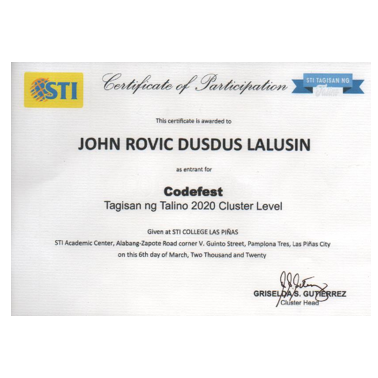 STI
Certificate of Participation
STI TAGISAN NG
This certificate is awarded to
JOHN ROVIC DUSDUS LALUSIN
as entrant for
Codefest
Tagisan ng Talino 2020 Cluster Level
Given at STI COLLEGE LAS PIÑAS
STI Academic Center, Alabang-Zapote Road corner V. Guinto Street, Pamplona Tres, Las Piñas City
on this 6th day of March, Two Thousand and Twenty
GRISELDA S. GUTIERREZ
Cluster Head